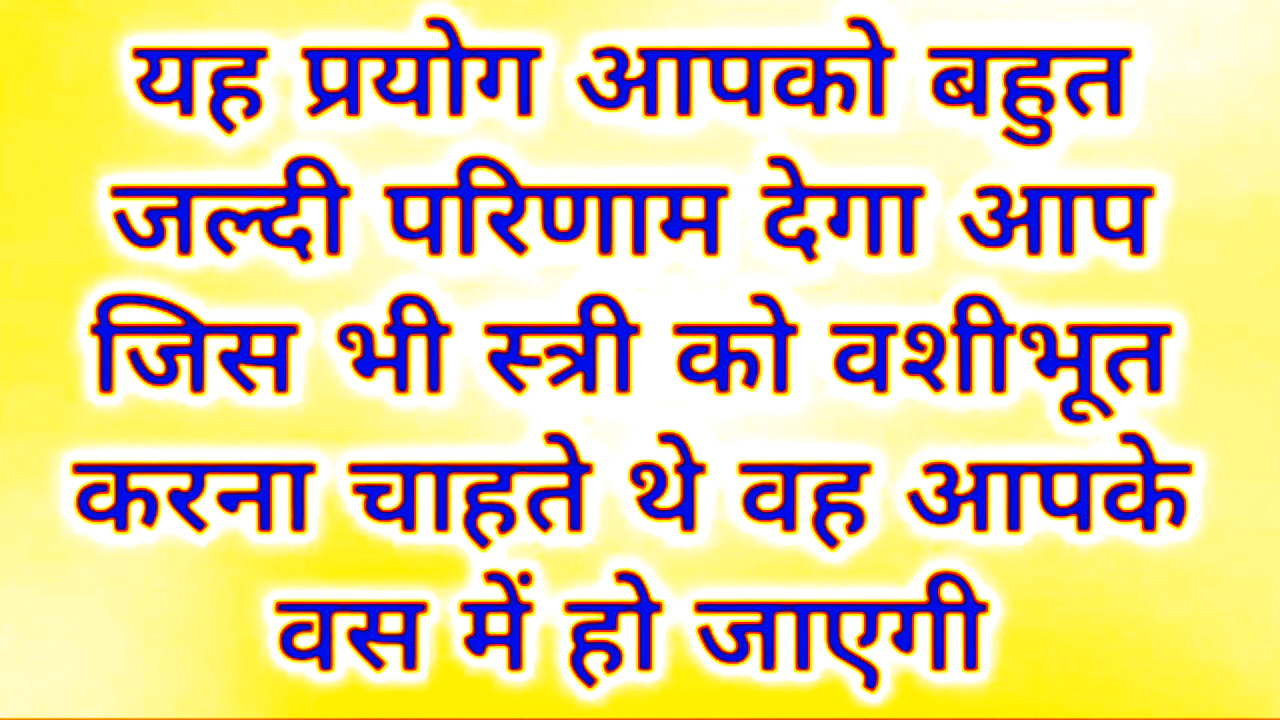 यह प्रयोग आपको बहुत
जल्दी परिणाम देगा आप
जिस भी स्त्री को वशीभूत
करना चाहते थे वह आपके
वस में हो जाएगी